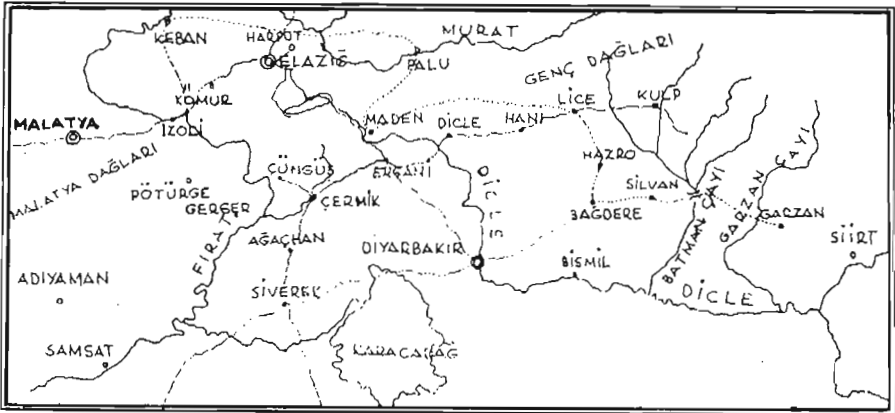 KEBAN
HARPOT
MURAT
ELAZIĞ
PALU
GENÇ DAĞLARI
KÖMUR
LİCE
KULP
MALATYA
İZOLİ
MADEN
DİCLE
HANI
MALATYA DAĞLARI
HAZRO
ÇÜNGÜŞ
ERGANİ
SİLVAN
PÖTÜRGE
GERGER
ÇERMİK
DİCLE
BAĞDERE
BATMAN ÇAYI
GARZAN ÇAYI
GARZAN
FIRAT
AĞAÇHAN
DİYARBAKIR
SİİRT
BİSMİL
ADIYAMAN
SİVEREK
DİCLE
SAMSAT
KARACADAĞ